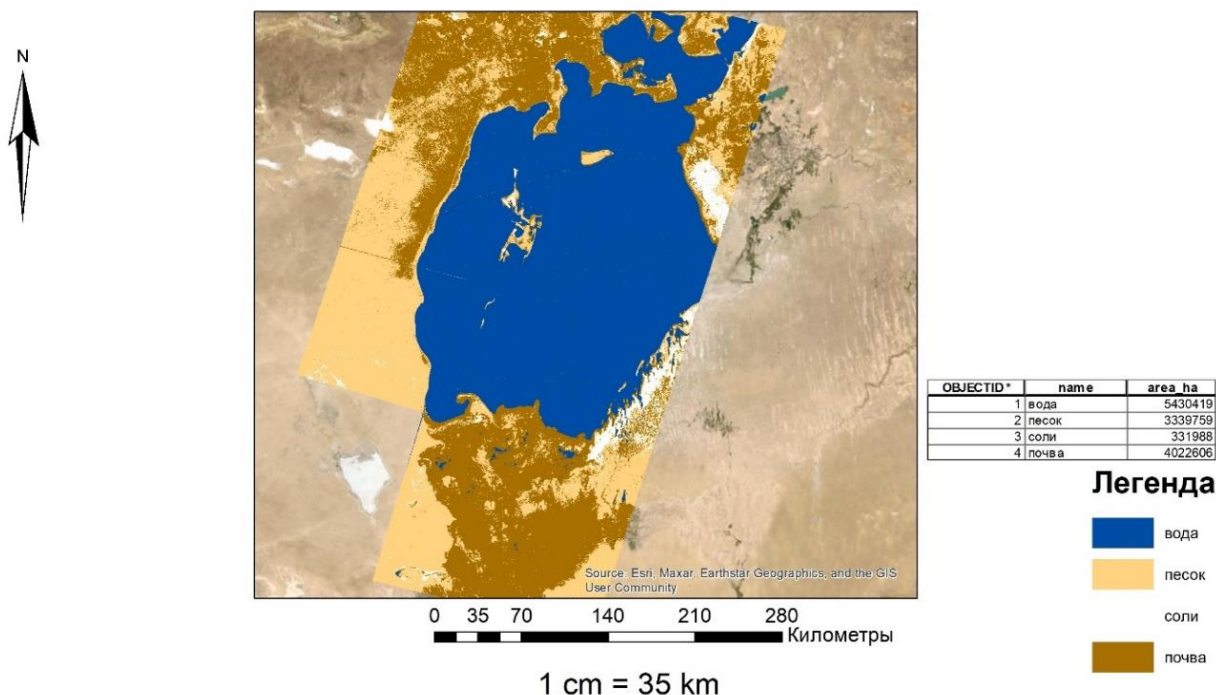 N
Source: Esri, Maxar, Earthstar Geographics, and the GIS
User Community
0 35 70 140 210 280
Километры
1 cm = 35 km
OBJECTID * name area_ha
1 вода 5430419
2 песок 3339759
3 соли 331988
4 почва 4022606
Легенда
вода
песок
соли
почва